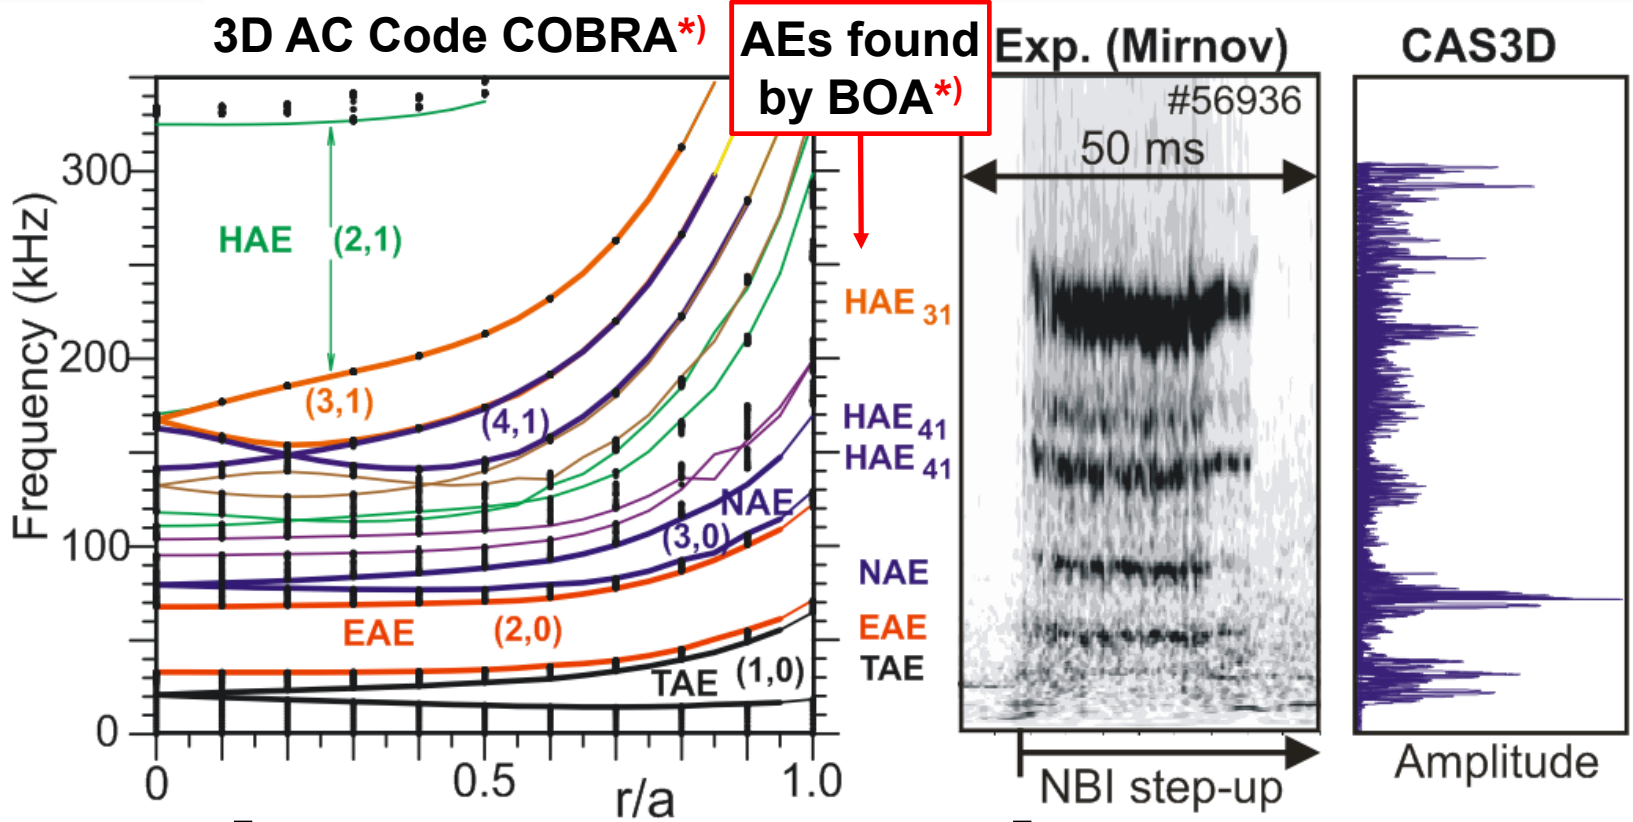 3D AC Code COBRA*)
AEs found
by BOA*)
Exp. (Mirnov)
CAS3D
#56936
50 ms
Frequency (kHz)
300
200
100
0
HAE (2,1)
(3,1)
(4,1)
NAE
(3,0)
EAE (2,0)
TAE (1,0)
0
0.5
1.0
r/a
HAE 31
HAE 41
HAE 41
NAE
EAE
TAE
NBI step-up
Amplitude